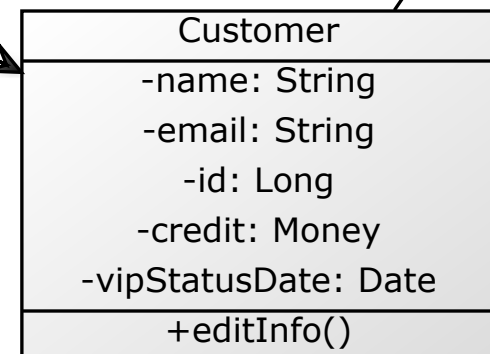 Customer
-name: String
-email: String
-id: Long
-credit: Money
-vipStatusDate: Date
+editInfo()